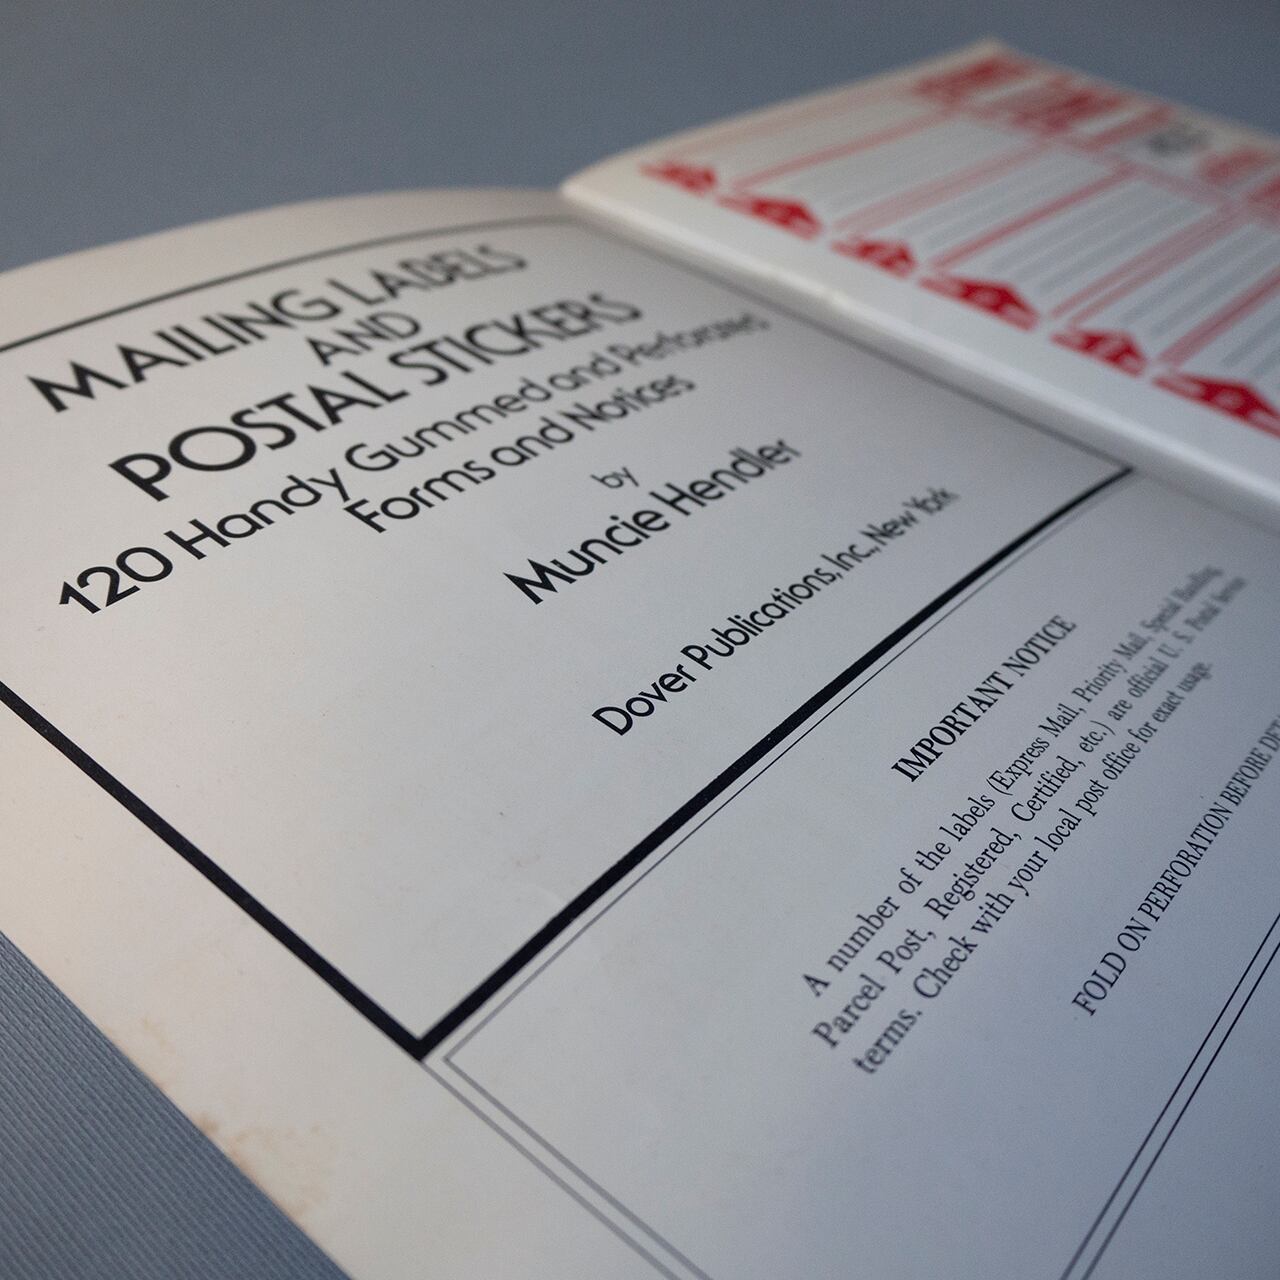 MAILING LABELS
AND
POSTAL STICKERS
120 Handy Gummed and Perforated
Forms and Notices
by
Muncie Hendler
Dover Publications, Inc., New York
IMPORTANT NOTICE
A number of the labels (Express Mail, Priority Mail, Special Handling
Parcel Post, Registered, Certified, etc.) are official U. S. Postal Service
terms. Check with your local post office for exact usage.
FOLD ON PERFORATION BEFORE